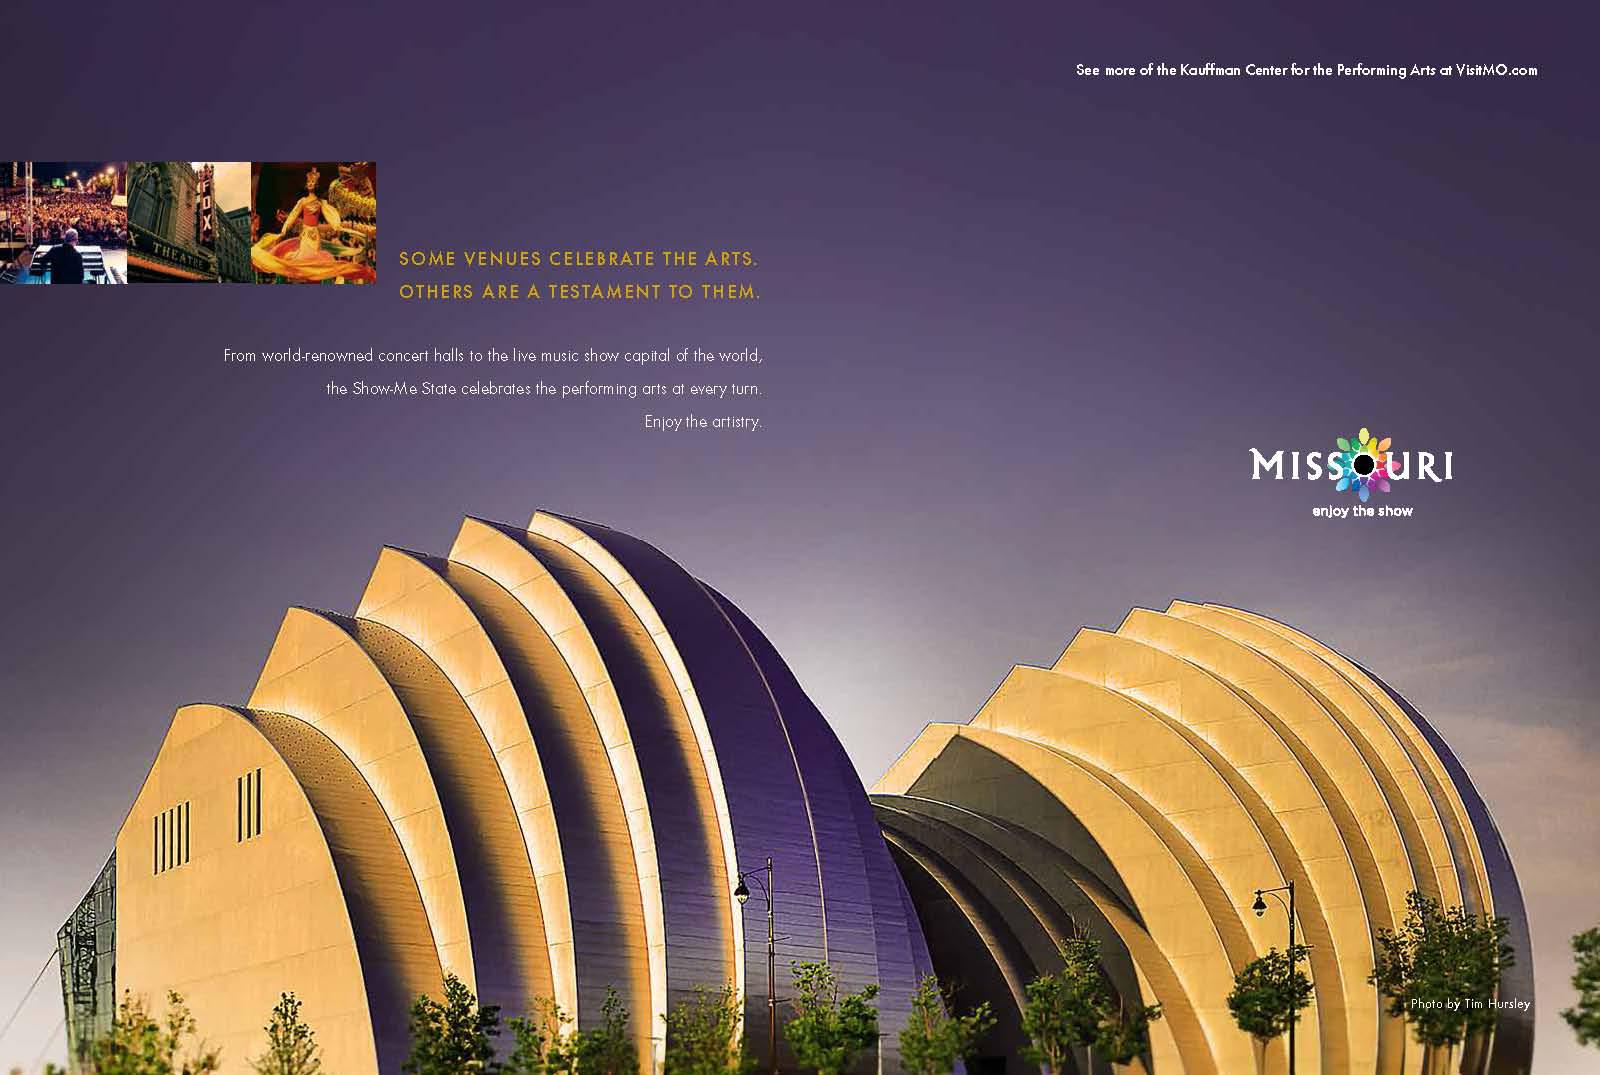 See more of the Kauffman Center for the Performing Arts at VisitMO.com
FOX
X THEATRE
SOME VENUES CELEBRATE THE ARTS.
OTHERS ARE A TESTAMENT TO THEM.
From world-renowned concert halls to the live music show capital of the world,
the Show-Me State celebrates the performing arts at every turn.
Enjoy the artistry.
MISSOURI
enjoy the show
Photo by Tim Hursley